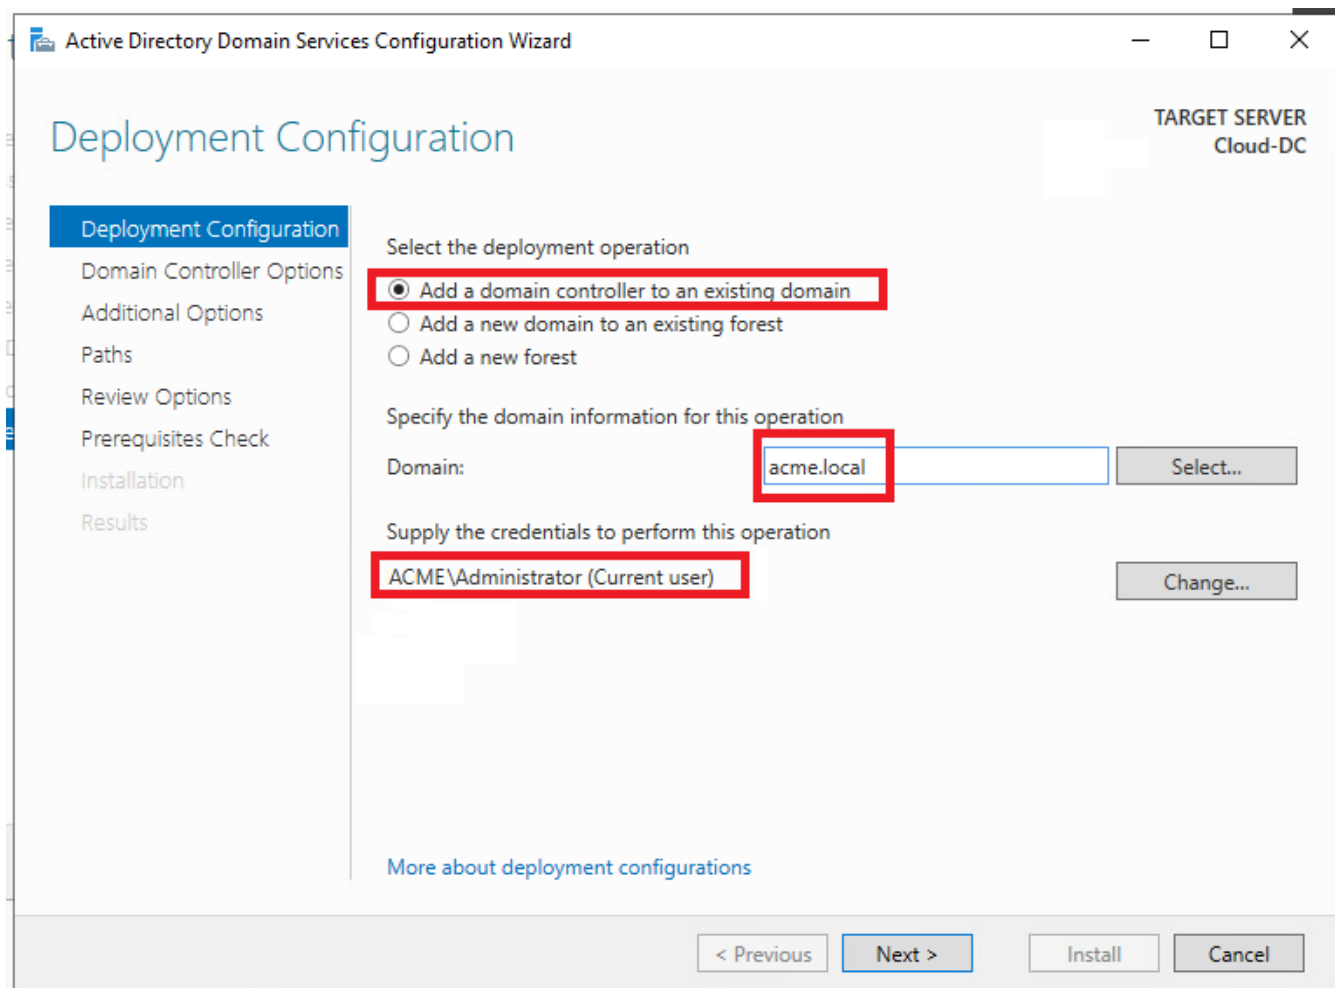 Active Directory Domain Services Configuration Wizard
Deployment Configuration
TARGET SERVER
Cloud-DC
Deployment Configuration
Domain Controller Options
Additional Options
Paths
Review Options
Prerequisites Check
Installation
Results
Select the deployment operation
Add a domain controller to an existing domain
Add a new domain to an existing forest
Add a new forest
Specify the domain information for this operation
Domain:
acme.local
Select...
Supply the credentials to perform this operation
ACME\Administrator (Current user)
Change...
More about deployment configurations
< Previous
Next >
Install
Cancel